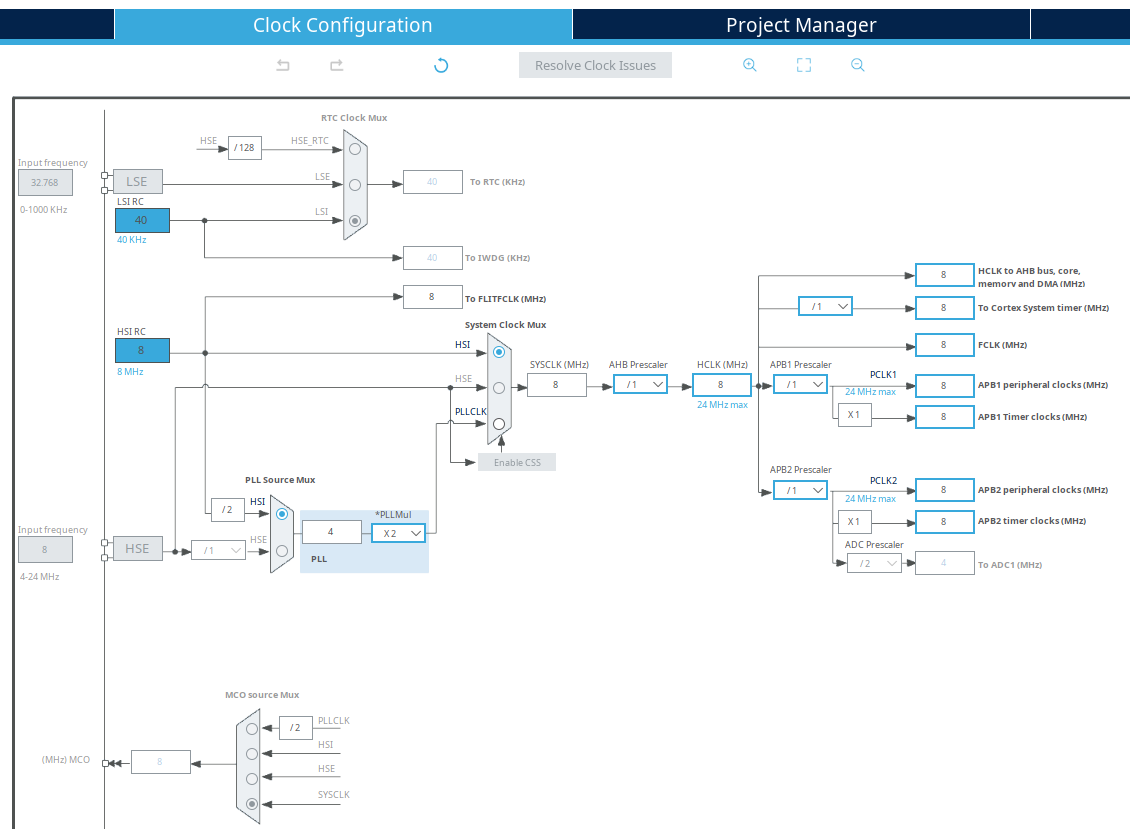 Clock Configuration
Project Manager
Resolve Clock Issues
RTC Clock Mux
HSE
/ 128
HSE_RTC
Input frequency
32.768
0-1000 KHz
LSE
LSE
40
To RTC (KHz)
LSI RC
40
40 KHz
LSI
40
To IWDG (KHz)
8
To FLITFCLK (MHz)
HSI RC
8
8 MHz
System Clock Mux
HSI
HSE
PLLCLK
Enable CSS
SYSCLK (MHz)
8
AHB Prescaler
/ 1
HCLK (MHz)
8
24 MHz max
8
HCLK to AHB bus, core,
memory and DMA (MHz)
/ 1
8
To Cortex System timer (MHz)
8
FCLK (MHz)
APB1 Prescaler
/ 1
PCLK1
24 MHz max
8
APB1 peripheral clocks (MHz)
X 1
8
APB1 Timer clocks (MHz)
APB2 Prescaler
/ 1
PCLK2
24 MHz max
8
APB2 peripheral clocks (MHz)
X 1
8
APB2 timer clocks (MHz)
ADC Prescaler
/ 2
4
To ADC1 (MHz)
PLL Source Mux
/ 2
HSI
Input frequency
8
4-24 MHz
HSE
/ 1
HSE
4
*PLLMul
X 2
PLL
MCO source Mux
/ 2
PLLCLK
HSI
HSE
SYSCLK
(MHz) MCO
8